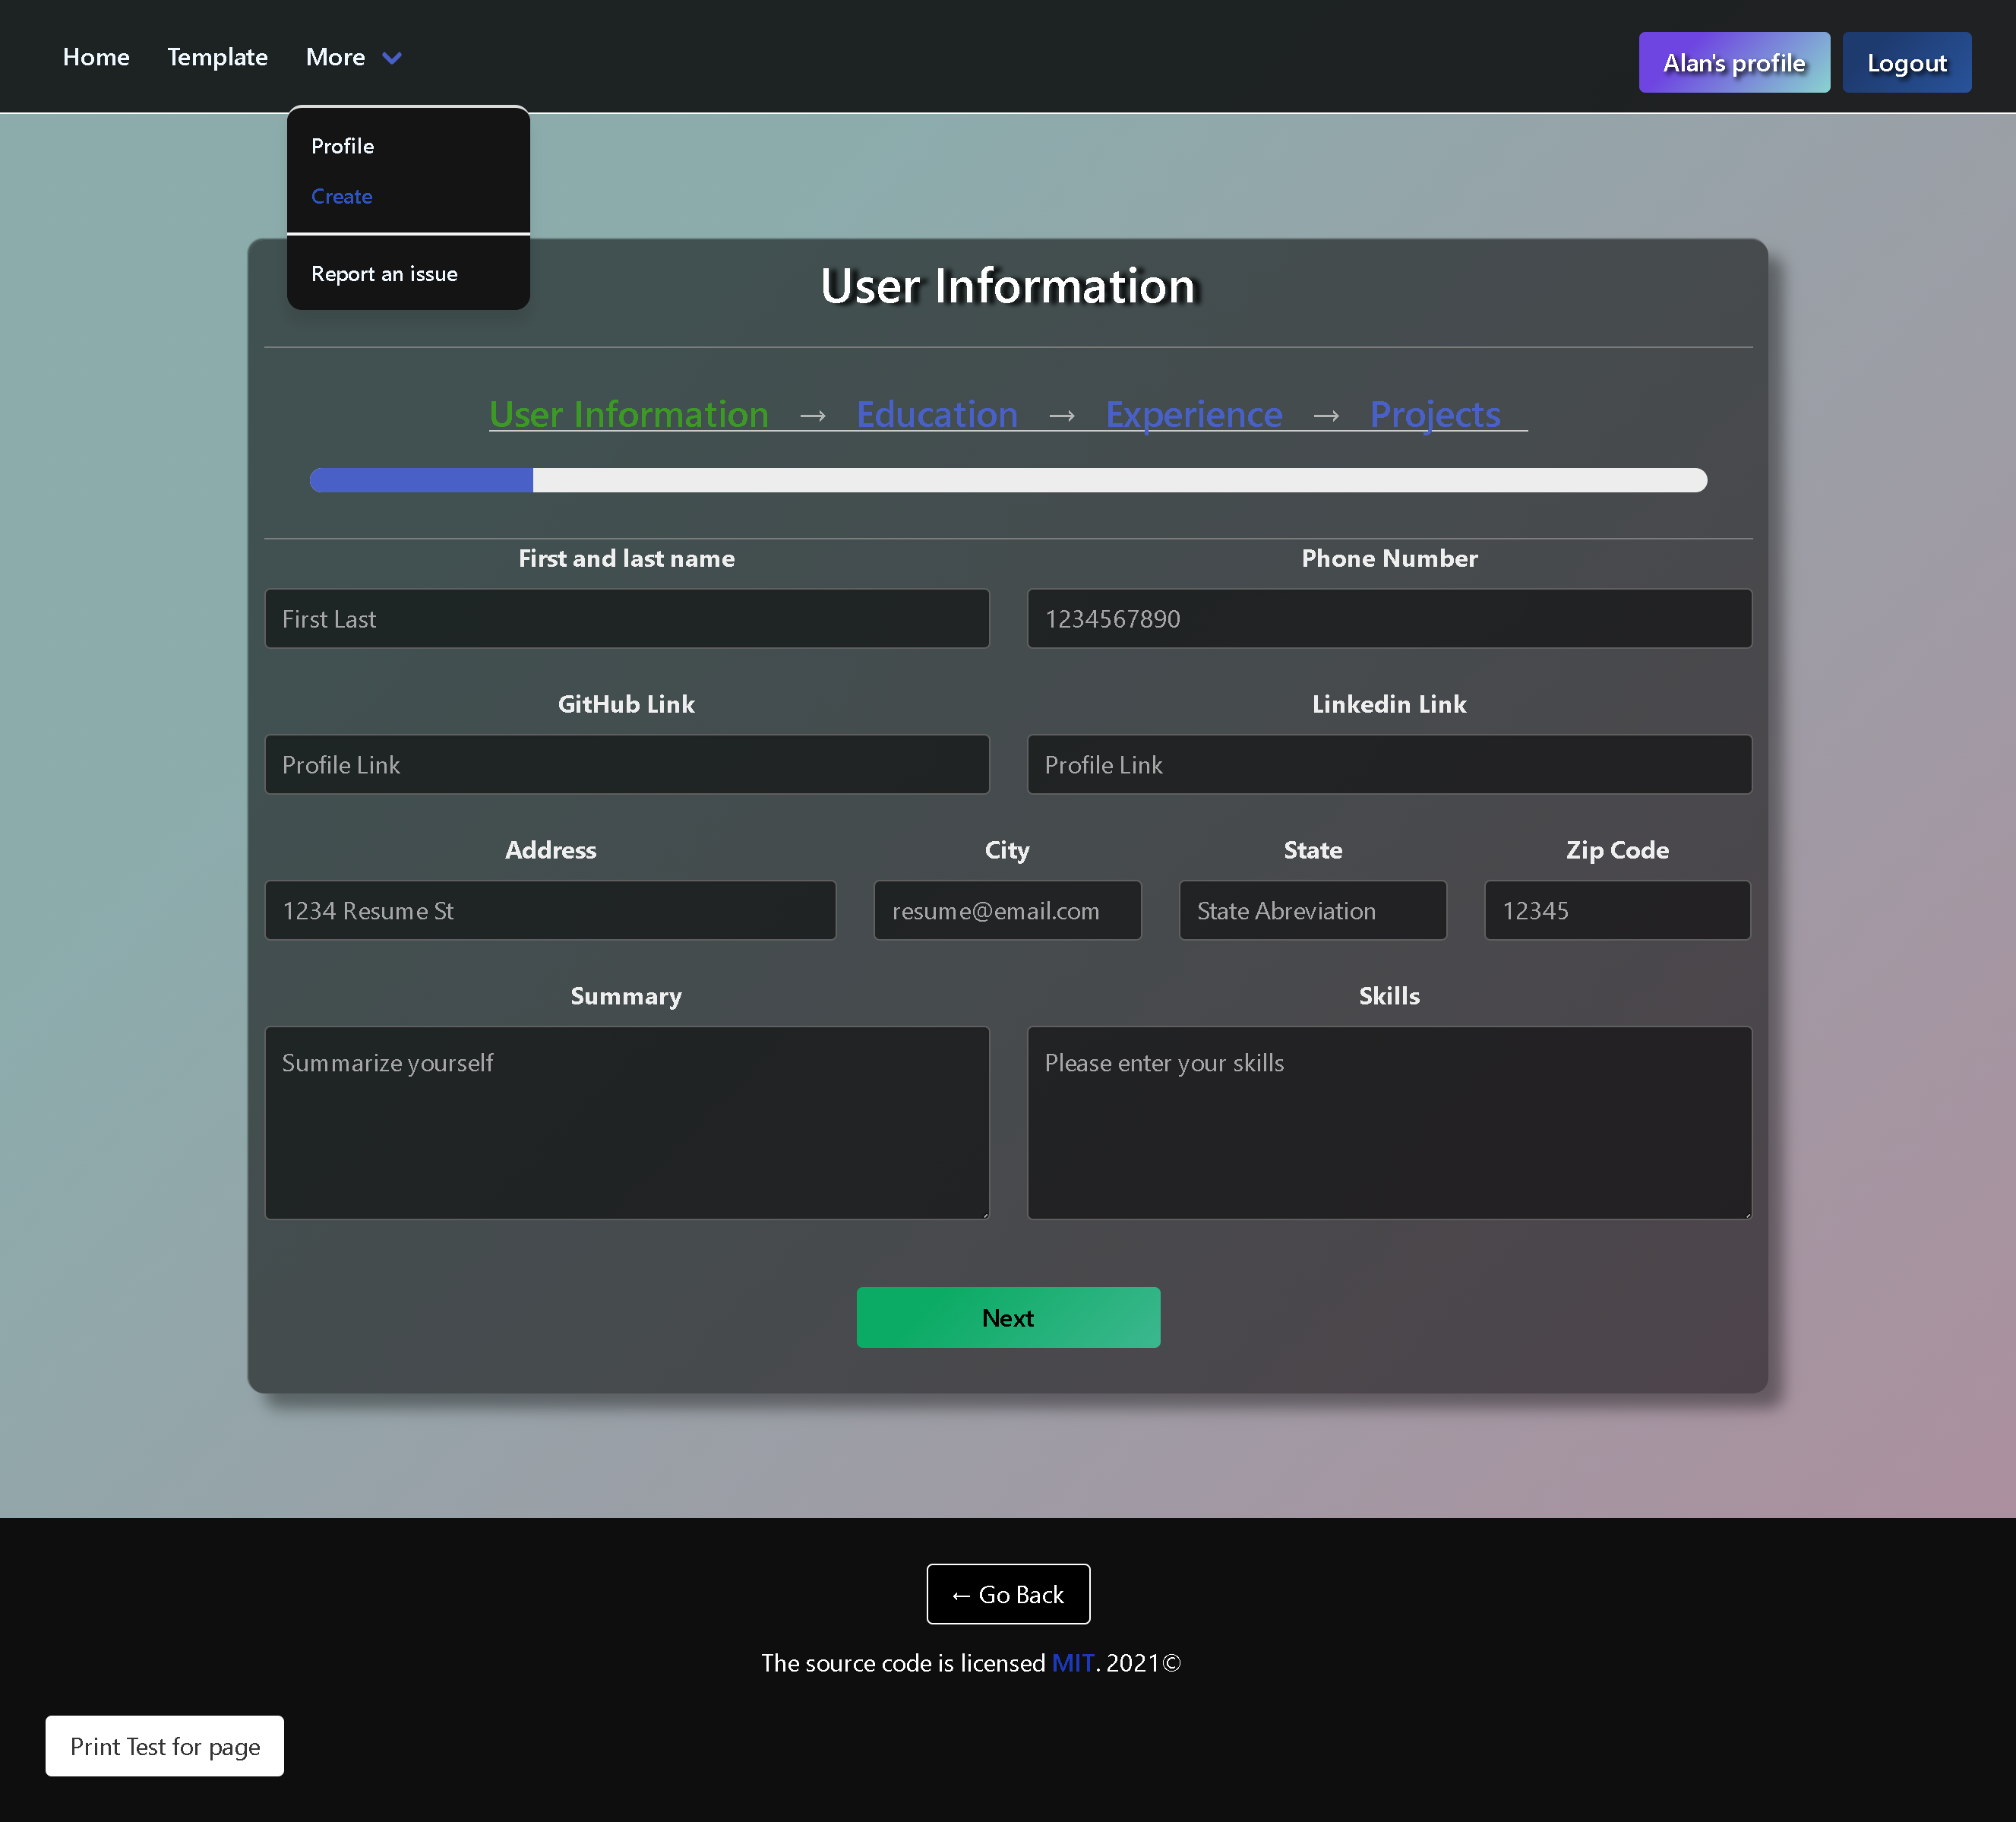 Home Template More Alan's profile Logout
Profile
Create
Report an issue
User Information
User Information → Education → Experience → Projects
First and last name Phone Number
First Last 1234567890
GitHub Link Linkedin Link
Profile Link Profile Link
Address City State Zip Code
1234 Resume St resume@email.com State Abreviation 12345
Summary Skills
Summarize yourself Please enter your skills
Next
← Go Back
The source code is licensed MIT. 2021©
Print Test for page